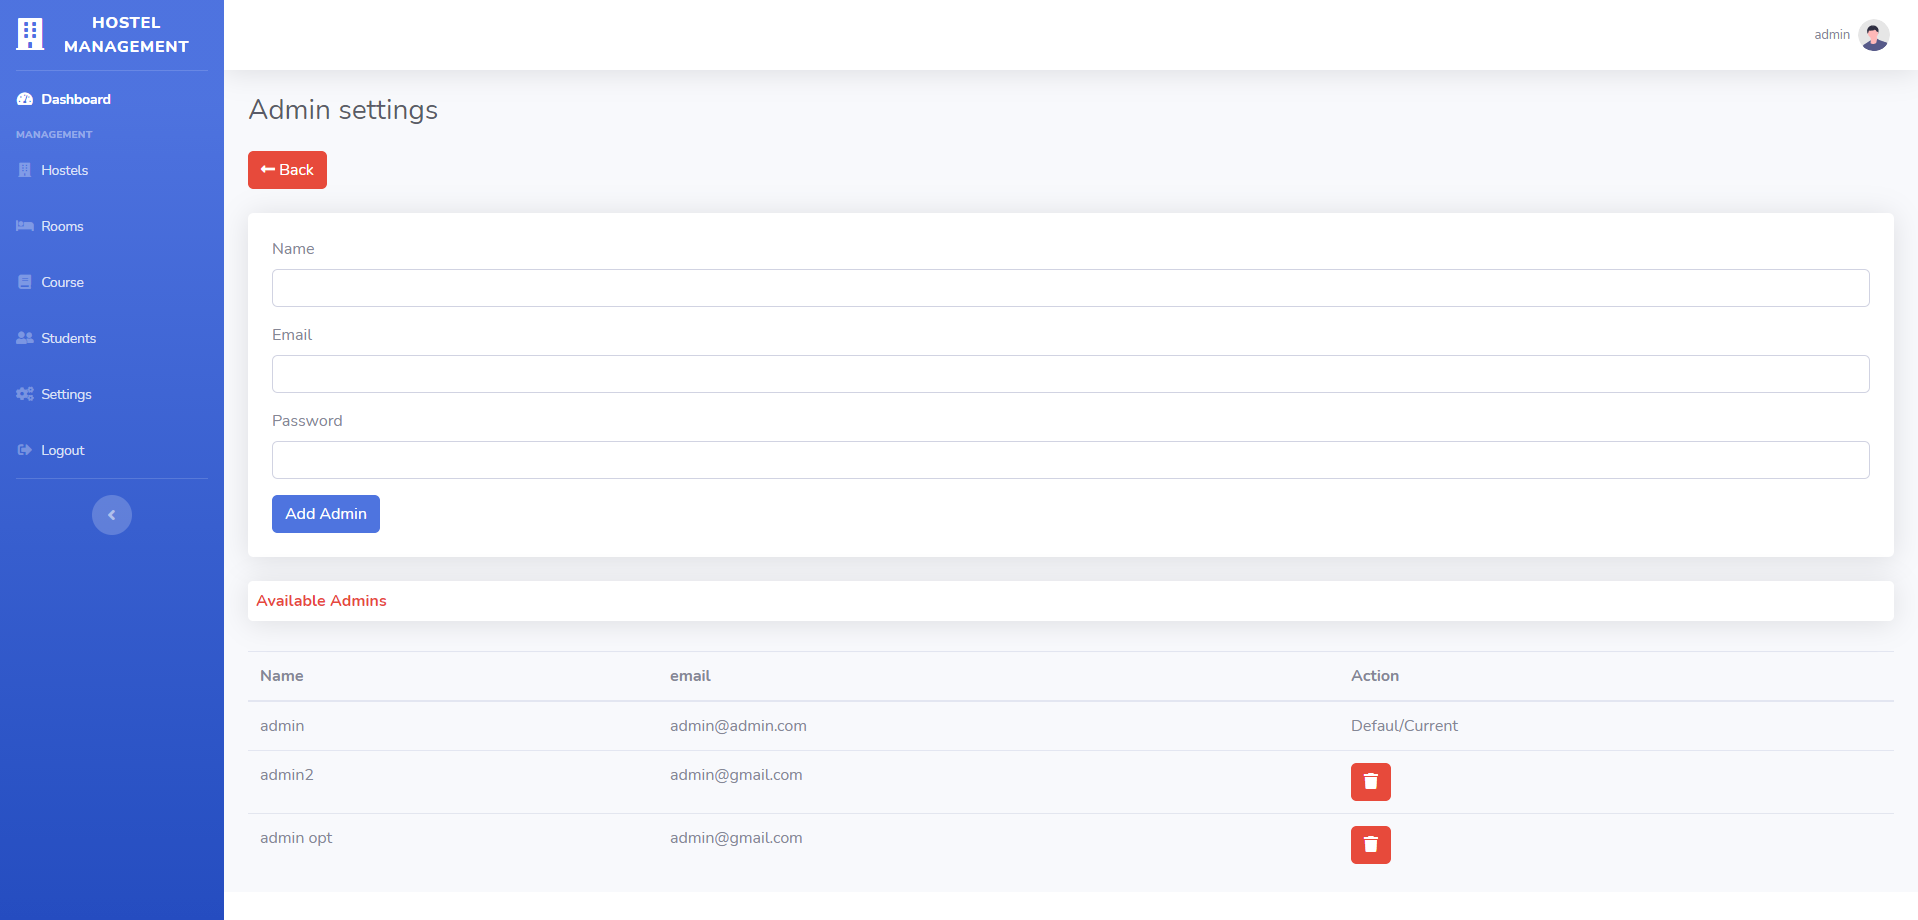 HOSTEL
MANAGEMENT
admin
Dashboard
MANAGEMENT
Hostels
Rooms
Course
Students
Settings
Logout
Admin settings
Back
Name
Email
Password
Add Admin
Available Admins
Name email Action
admin admin@admin.com Defaul/Current
admin2 admin@gmail.com
admin opt admin@gmail.com